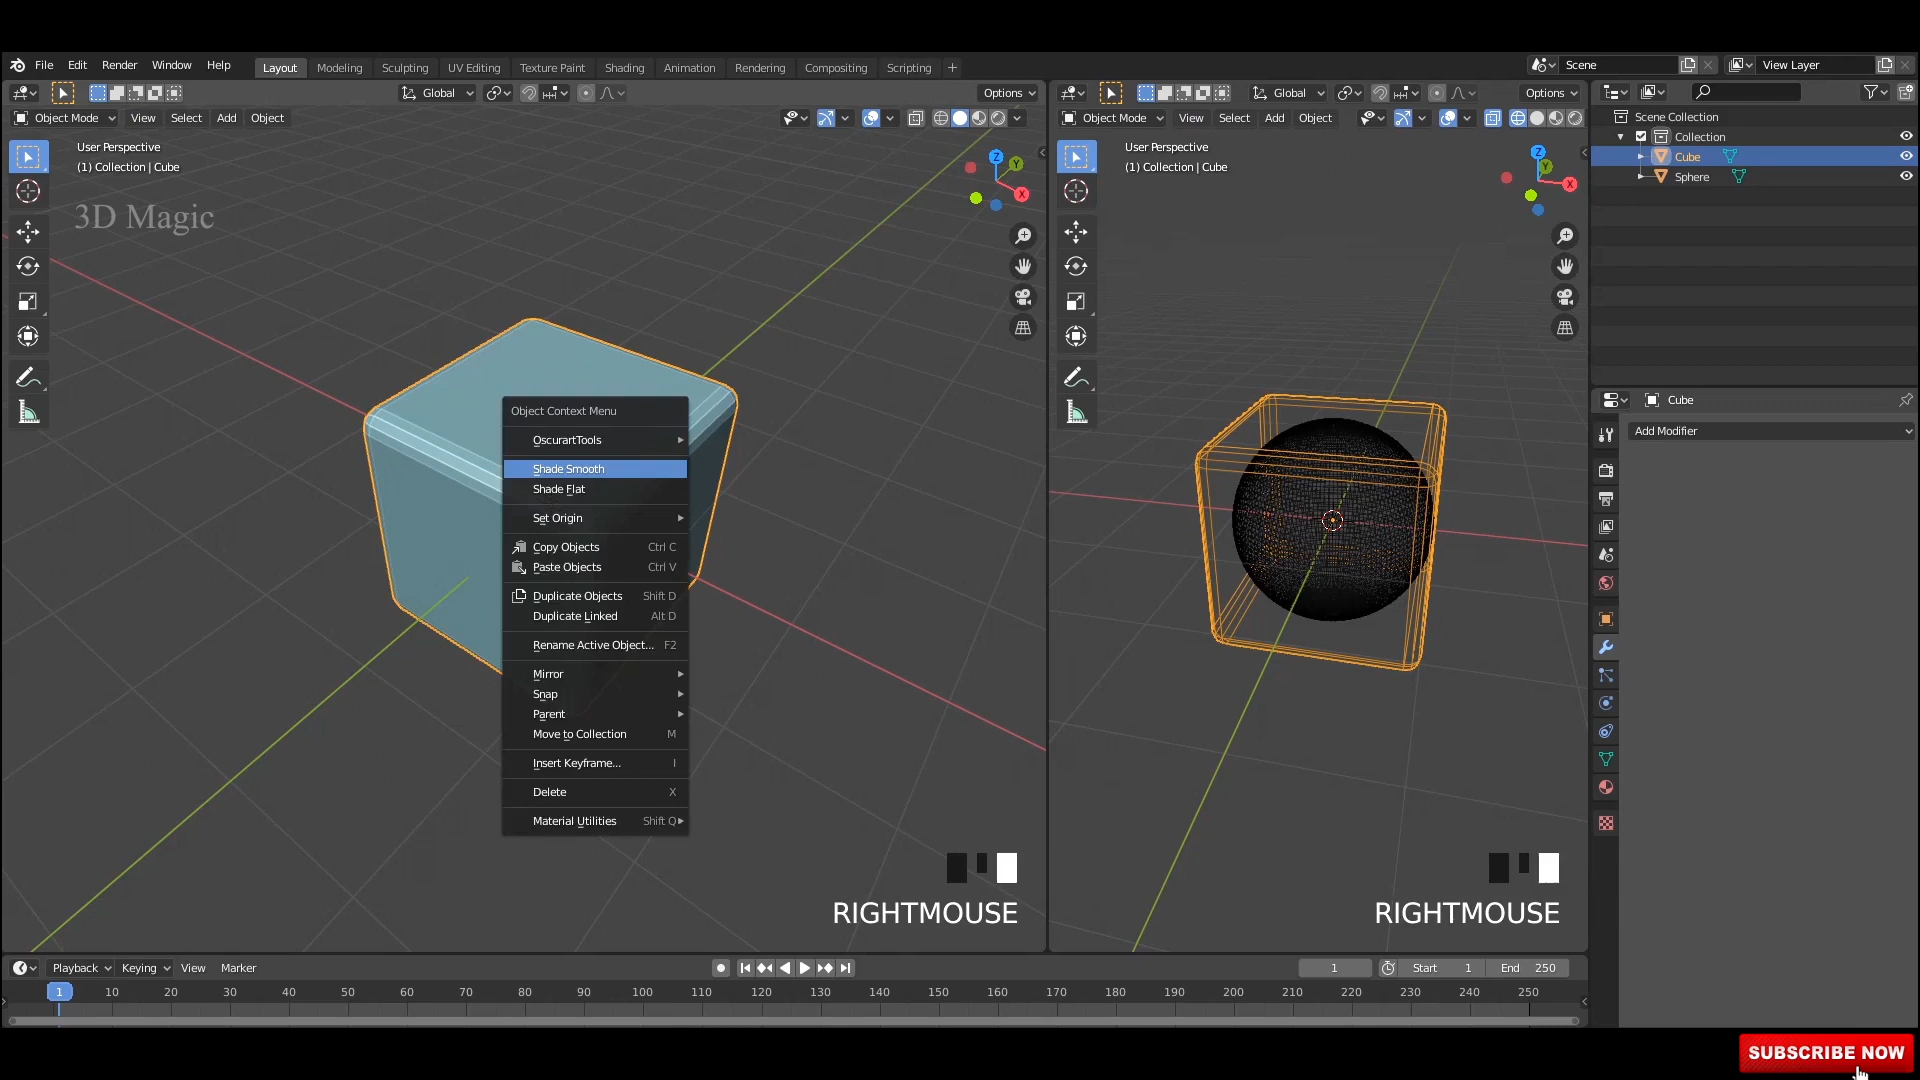 File Edit Render Window Help Layout Modeling Sculpting UV Editing Texture Paint Shading Animation Rendering Compositing Scripting + Scene View Layer
Global Options Global Options
Object Mode View Select Add Object Object Mode View Select Add Object
Scene Collection
Collection
Cube
Sphere
User Perspective
(1) Collection | Cube
3D Magic
Z
Y
X
User Perspective
(1) Collection | Cube
Z
Y
X
Object Context Menu
OscurartTools
Shade Smooth
Shade Flat
Set Origin
Copy Objects Ctrl C
Paste Objects Ctrl V
Duplicate Objects Shift D
Duplicate Linked Alt D
Rename Active Object... F2
Mirror
Snap
Parent
Move to Collection M
Insert Keyframe... I
Delete X
Material Utilities Shift Q
RIGHTMOUSE
RIGHTMOUSE
Cube
Add Modifier
Playback Keying View Marker 1 Start 1 End 250
1 10 20 30 40 50 60 70 80 90 100 110 120 130 140 150 160 170 180 190 200 210 220 230 240 250
SUBSCRIBE NOW